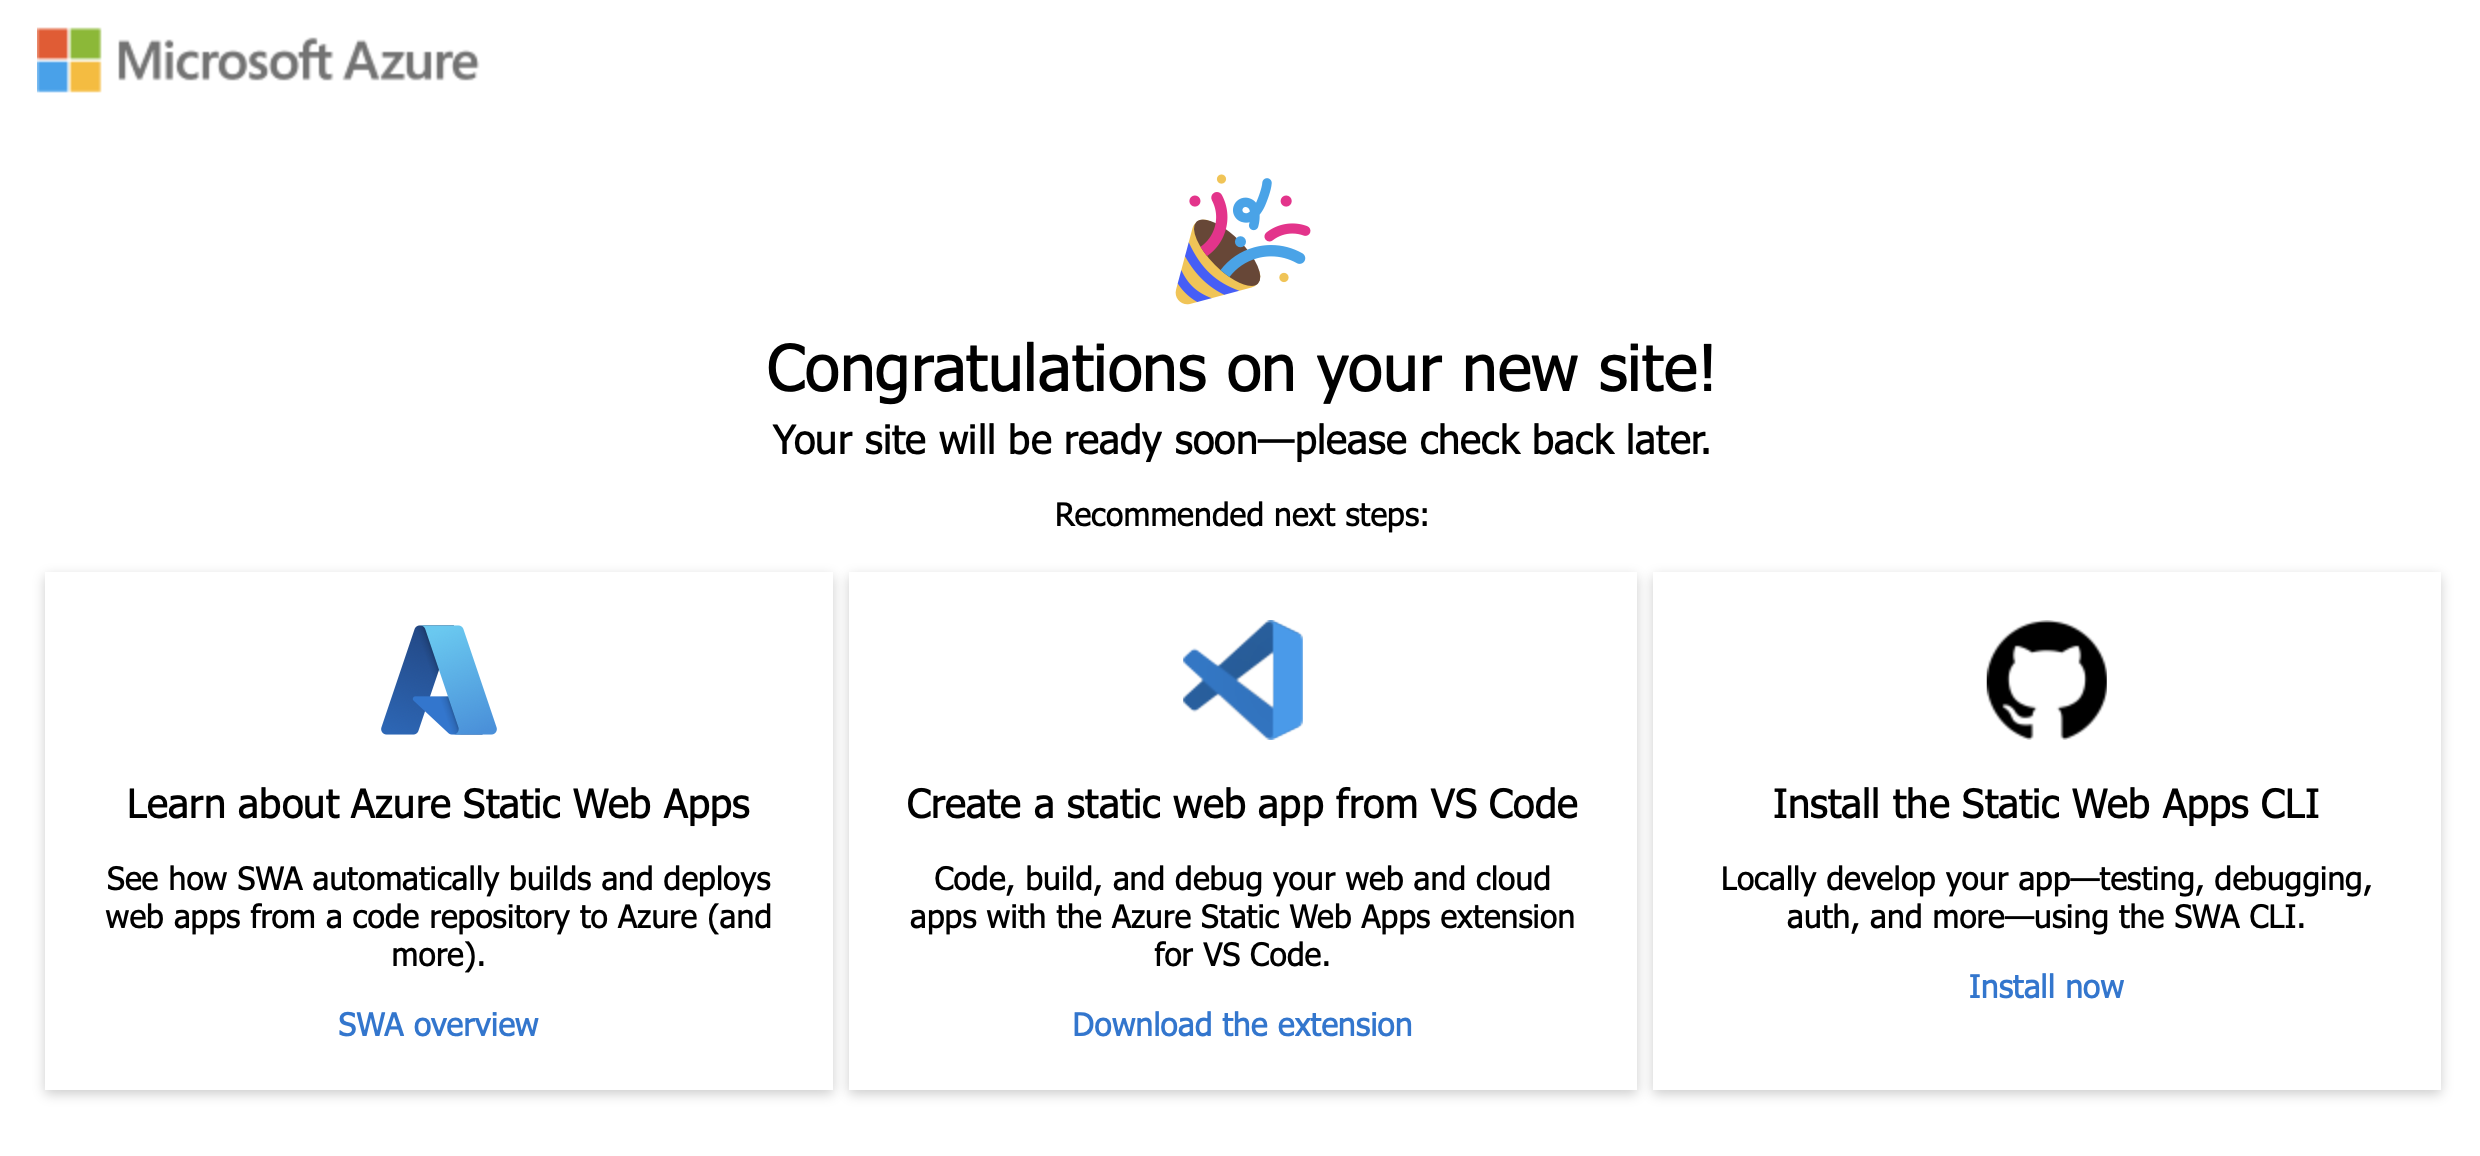 Microsoft Azure
Congratulations on your new site!
Your site will be ready soon—please check back later.
Recommended next steps:
Learn about Azure Static Web Apps
See how SWA automatically builds and deploys
web apps from a code repository to Azure (and
more).
SWA overview
Create a static web app from VS Code
Code, build, and debug your web and cloud
apps with the Azure Static Web Apps extension
for VS Code.
Download the extension
Install the Static Web Apps CLI
Locally develop your app—testing, debugging,
auth, and more—using the SWA CLI.
Install now